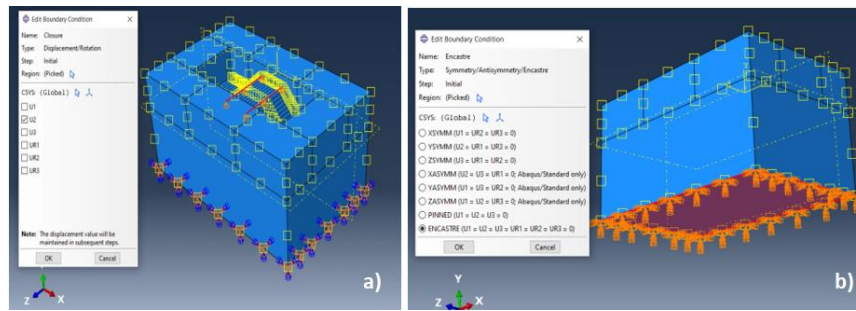 Edit Boundary Condition
Name: Closure
Type: Displacement/Rotation
Step: Initial
Region: (Picked)
CSYS: (Global)
U1
U2
U3
UR1
UR2
UR3
Note: The displacement value will
be maintained in subsequent steps.
OK Cancel
Z X
a)
Edit Boundary Condition
Name: Encastre
Type: Symmetry/Antisymmetry/Encastre
Step: Initial
Region: (Picked)
CSYS: (Global)
XSYMM (U1 = UR2 = UR3 = 0)
YSYMM (U2 = UR1 = UR3 = 0)
ZSYMM (U3 = UR1 = UR2 = 0)
XASYMM (U2 = U3 = UR1 = 0; Abaqus/Standard only)
YASYMM (U1 = U3 = UR2 = 0; Abaqus/Standard only)
ZASYMM (U1 = U2 = UR3 = 0; Abaqus/Standard only)
PINNED (U1 = U2 = U3 = 0)
ENCASTRE (U1 = U2 = U3 = UR1 = UR2 = UR3 = 0)
OK Cancel
Y
Z X
b)